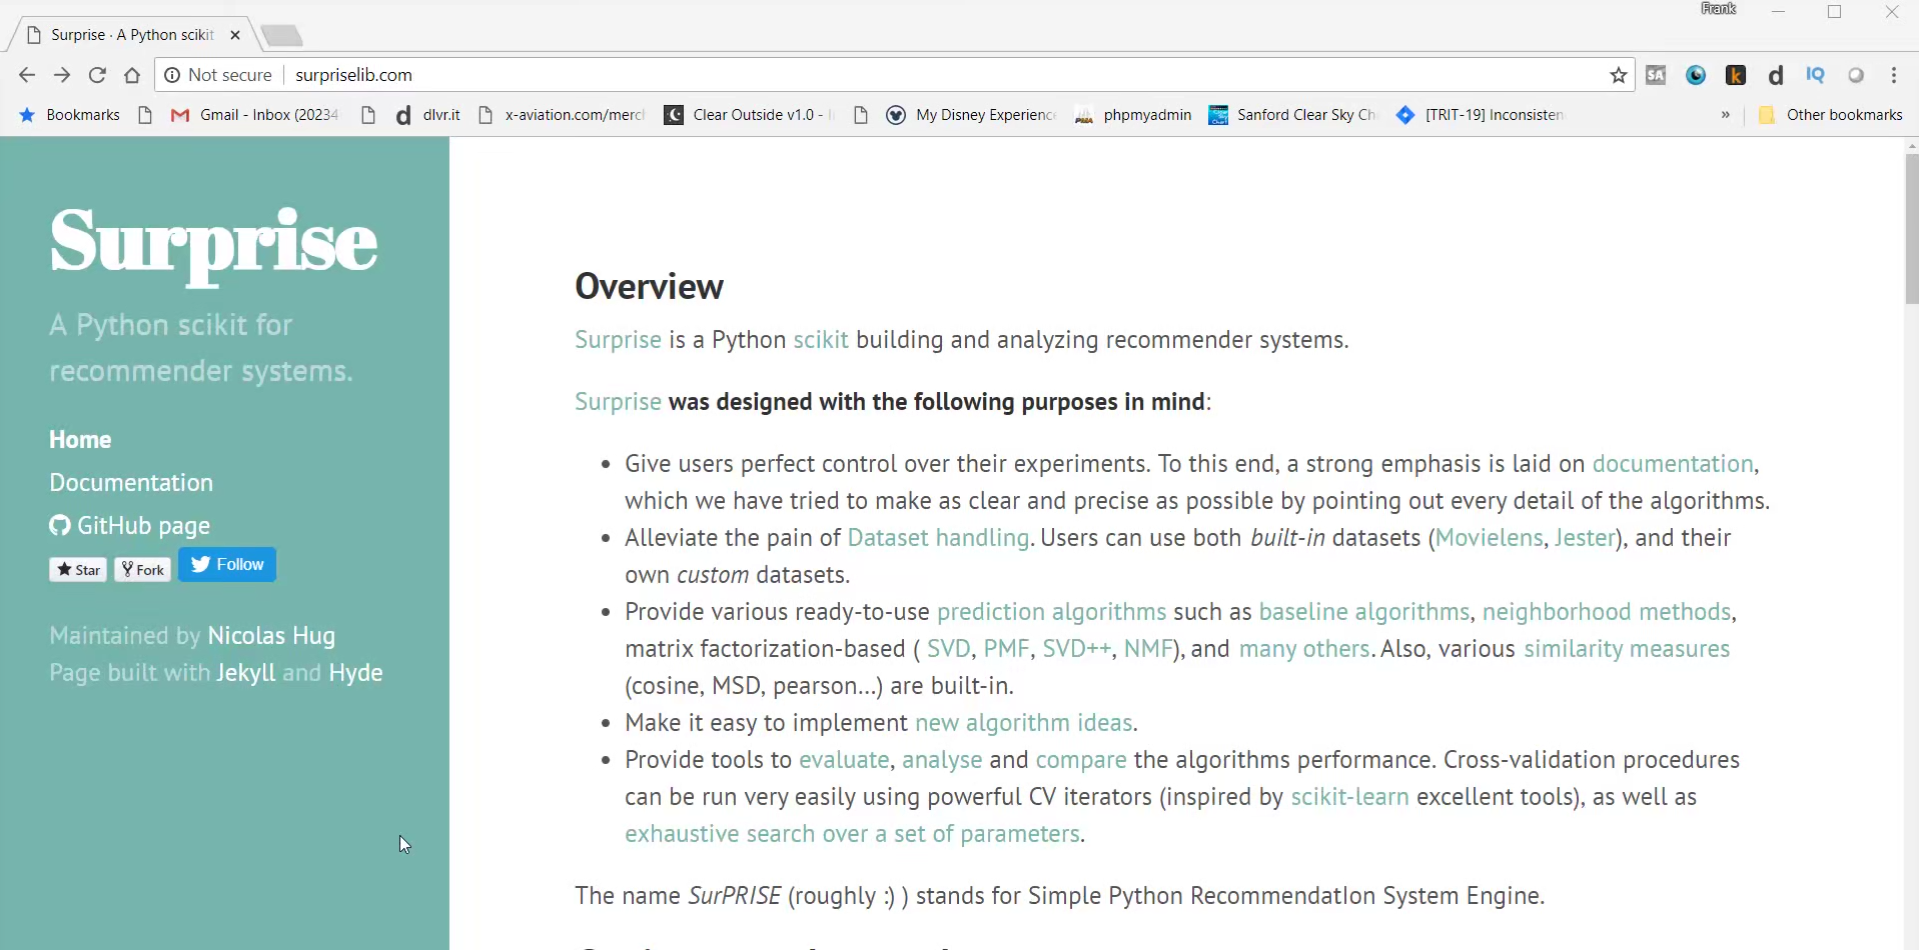 Frank
Surprise · A Python scikit
Not secure surpriselib.com
SA k d IQ
Bookmarks Gmail - Inbox (20234 d dlvr.it x-aviation.com/merc Clear Outside v1.0 - My Disney Experienc PMA phpmyadmin Sanford Clear Sky Ch [TRIT-19] Inconsisten » Other bookmarks
Surprise
A Python scikit for
recommender systems.
Home
Documentation
GitHub page
Star Fork Follow
Maintained by Nicolas Hug
Page built with Jekyll and Hyde
Overview
Surprise is a Python scikit building and analyzing recommender systems.
Surprise was designed with the following purposes in mind:
• Give users perfect control over their experiments. To this end, a strong emphasis is laid on documentation,
which we have tried to make as clear and precise as possible by pointing out every detail of the algorithms.
• Alleviate the pain of Dataset handling. Users can use both built-in datasets (Movielens, Jester), and their
own custom datasets.
• Provide various ready-to-use prediction algorithms such as baseline algorithms, neighborhood methods,
matrix factorization-based ( SVD, PMF, SVD++, NMF), and many others. Also, various similarity measures
(cosine, MSD, pearson...) are built-in.
• Make it easy to implement new algorithm ideas.
• Provide tools to evaluate, analyse and compare the algorithms performance. Cross-validation procedures
can be run very easily using powerful CV iterators (inspired by scikit-learn excellent tools), as well as
exhaustive search over a set of parameters.
The name SurPRISE (roughly :) ) stands for Simple Python RecommendatIon System Engine.